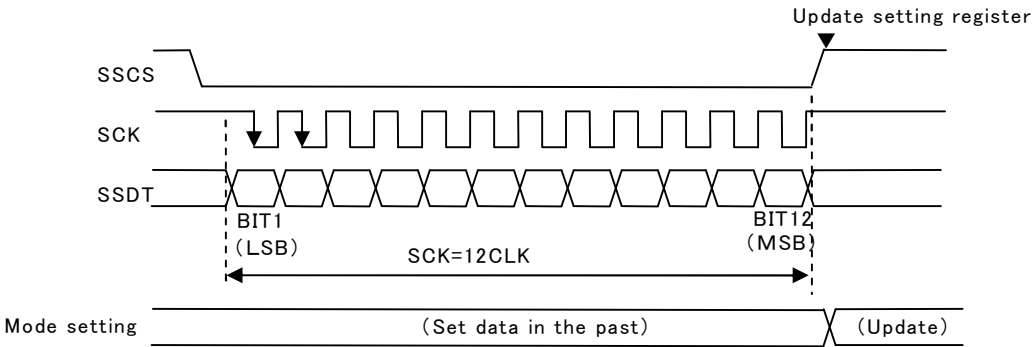 Update setting register
SSCS
SCK
SSDT
BIT1
(LSB)
BIT12
(MSB)
SCK=12CLK
Mode setting
(Set data in the past)
(Update)